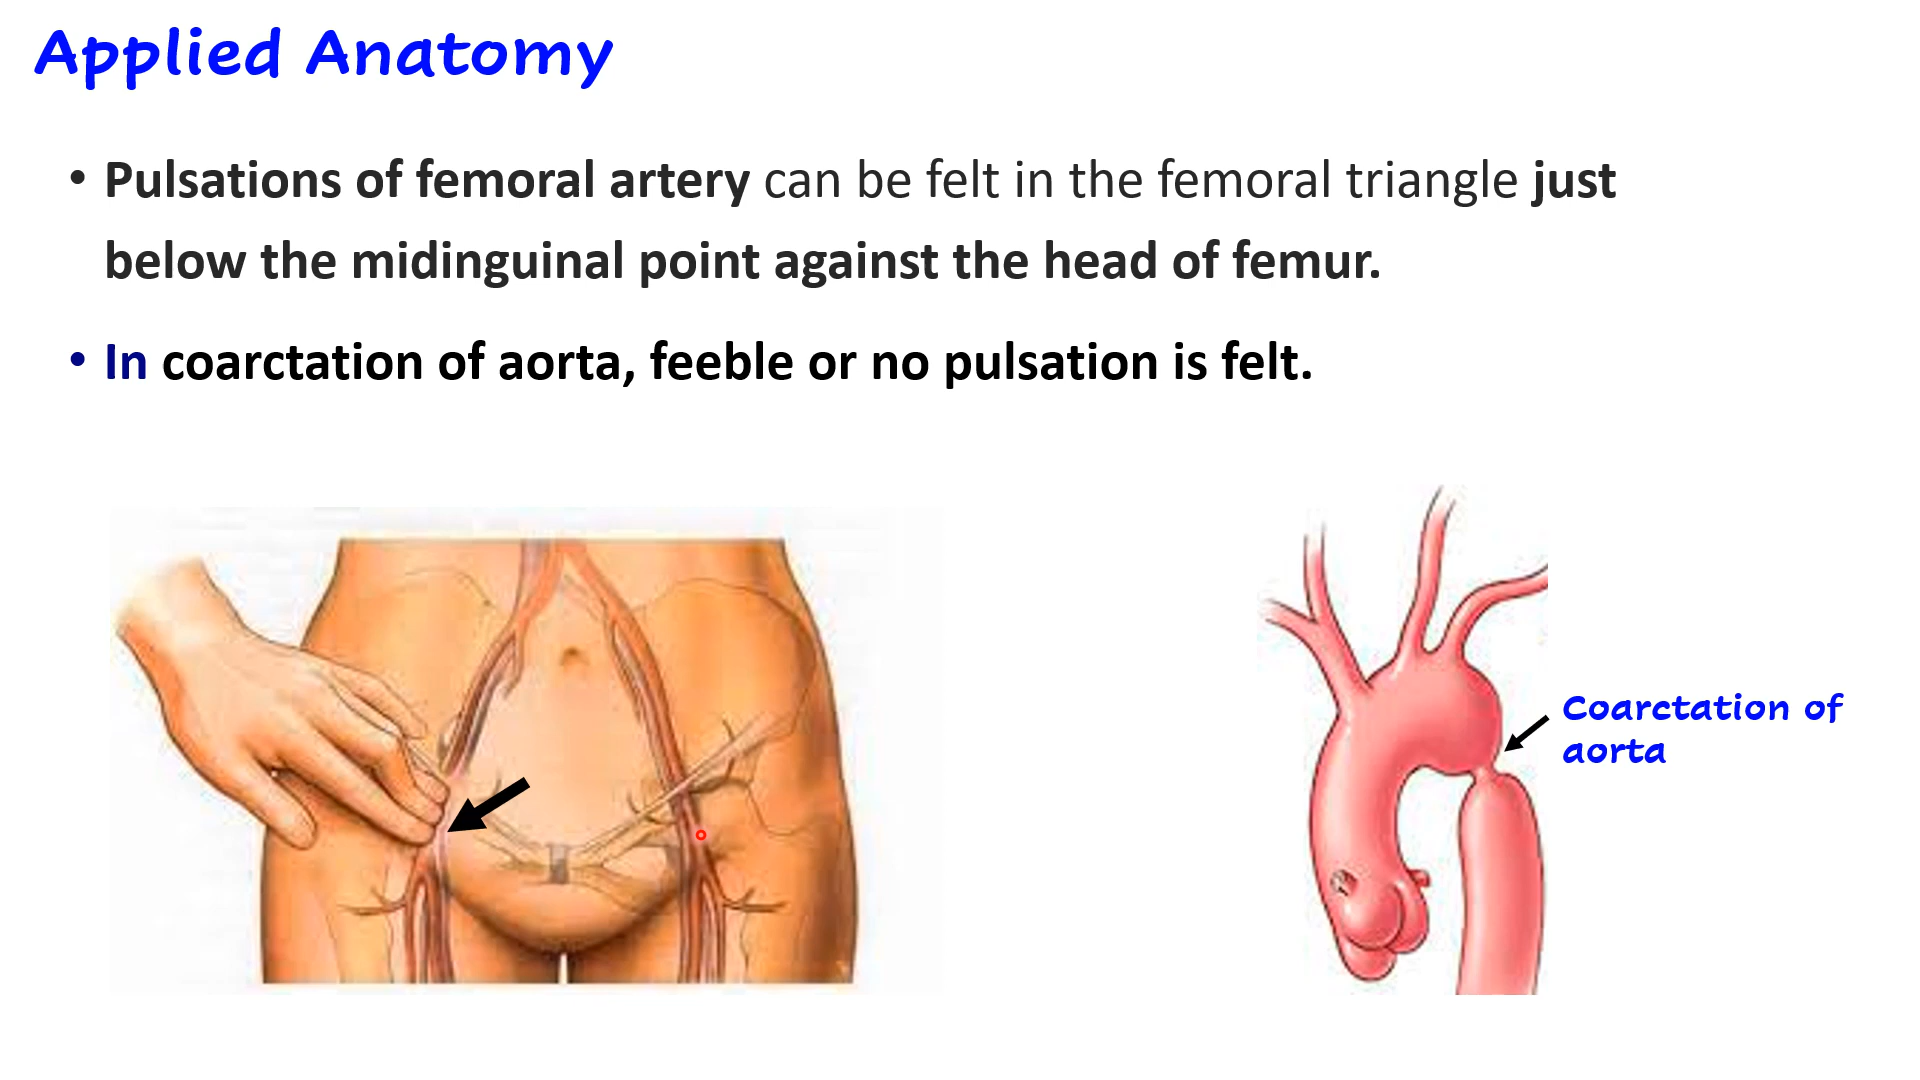 Applied Anatomy
• Pulsations of femoral artery can be felt in the femoral triangle just
below the midinguinal point against the head of femur.
• In coarctation of aorta, feeble or no pulsation is felt.
Coarctation of
aorta